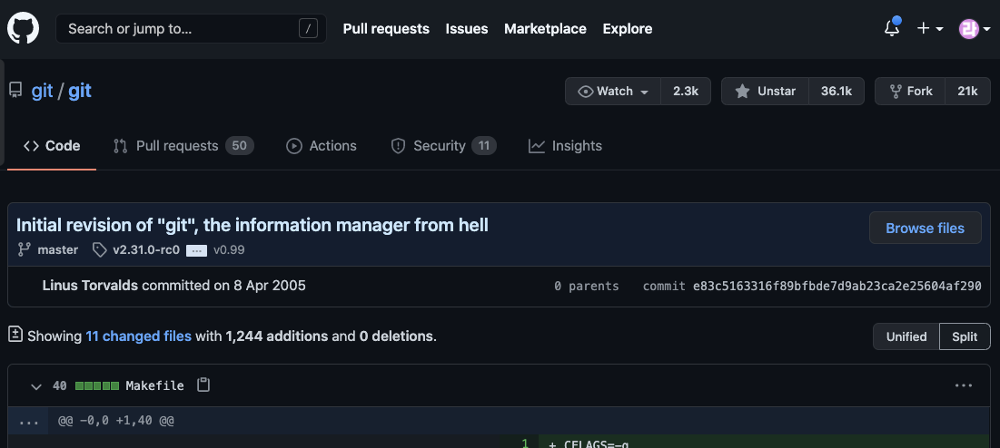 Search or jump to... / Pull requests Issues Marketplace Explore
git / git Watch 2.3k Unstar 36.1k Fork 21k
Code Pull requests 50 Actions Security 11 Insights
Initial revision of "git", the information manager from hell
Browse files
master v2.31.0-rc0 ... v0.99
Linus Torvalds committed on 8 Apr 2005 0 parents commit e83c5163316f89bfbde7d9ab23ca2e25604af290
Showing 11 changed files with 1,244 additions and 0 deletions. Unified Split
40 Makefile ...
... @@ -0,0 +1,40 @@
1 + CFLAGS=-g